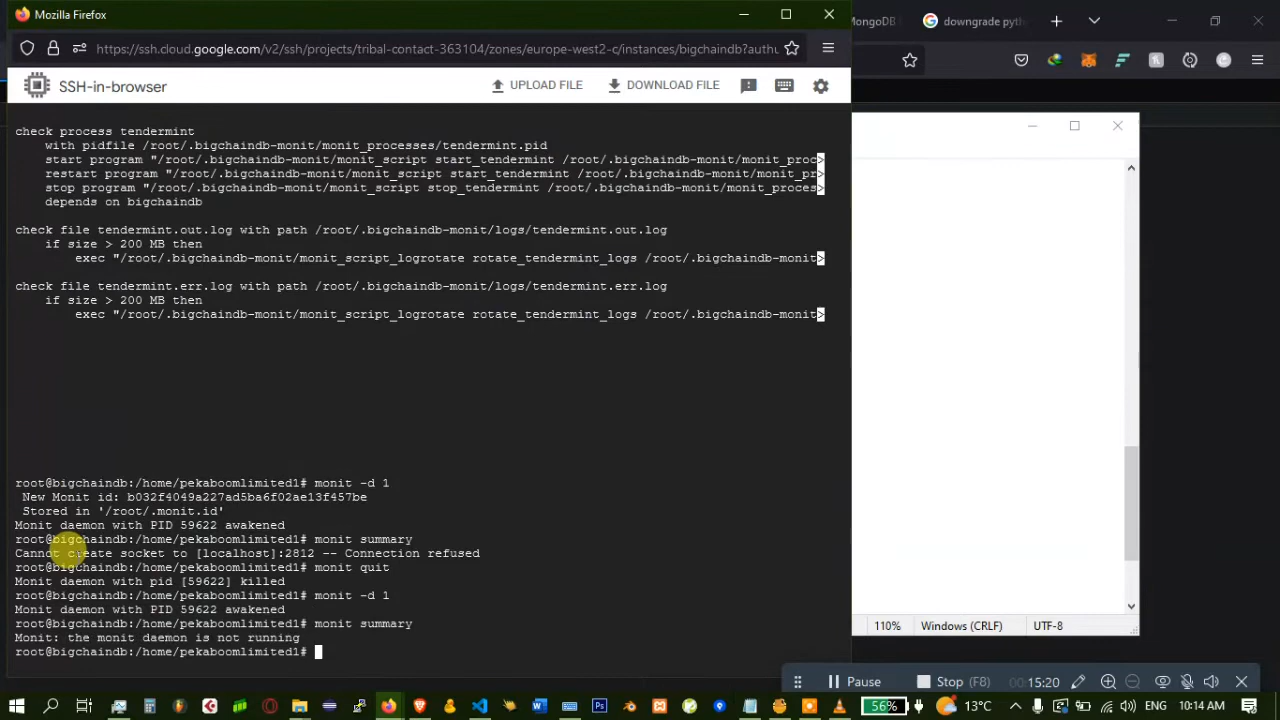 Mozilla Firefox
MongoDB
downgrade pyth
https://ssh.cloud.google.com/v2/ssh/projects/tribal-contact-363104/zones/europe-west2-c/instances/bigchaindb?authu
SSH-in-browser
UPLOAD FILE
DOWNLOAD FILE
check process tendermint
with pidfile /root/.bigchaindb-monit/monit_processes/tendermint.pid
start program "/root/.bigchaindb-monit/monit_script start_tendermint /root/.bigchaindb-monit/monit_proc>
restart program "/root/.bigchaindb-monit/monit_script start_tendermint /root/.bigchaindb-monit/monit_pr>
stop program "/root/.bigchaindb-monit/monit_script stop_tendermint /root/.bigchaindb-monit/monit_proces>
depends on bigchaindb
check file tendermint.out.log with path /root/.bigchaindb-monit/logs/tendermint.out.log
if size > 200 MB then
exec "/root/.bigchaindb-monit/monit_script_logrotate rotate_tendermint_logs /root/.bigchaindb-monit>
check file tendermint.err.log with path /root/.bigchaindb-monit/logs/tendermint.err.log
if size > 200 MB then
exec "/root/.bigchaindb-monit/monit_script_logrotate rotate_tendermint_logs /root/.bigchaindb-monit>
root@bigchaindb:/home/pekaboomlimited1# monit -d 1
New Monit id: b032f4049a227ad5ba6f02ae13f457be
Stored in '/root/.monit.id'
Monit daemon with PID 59622 awakened
root@bigchaindb:/home/pekaboomlimited1# monit summary
Cannot create socket to [localhost]:2812 -- Connection refused
root@bigchaindb:/home/pekaboomlimited1# monit quit
Monit daemon with pid [59622] killed
root@bigchaindb:/home/pekaboomlimited1# monit -d 1
Monit daemon with PID 59622 awakened
root@bigchaindb:/home/pekaboomlimited1# monit summary
Monit: the monit daemon is not running
root@bigchaindb:/home/pekaboomlimited1#
110% Windows (CRLF) UTF-8
Pause Stop (F8) 00:15:20
56% 13°C 10:14 AM